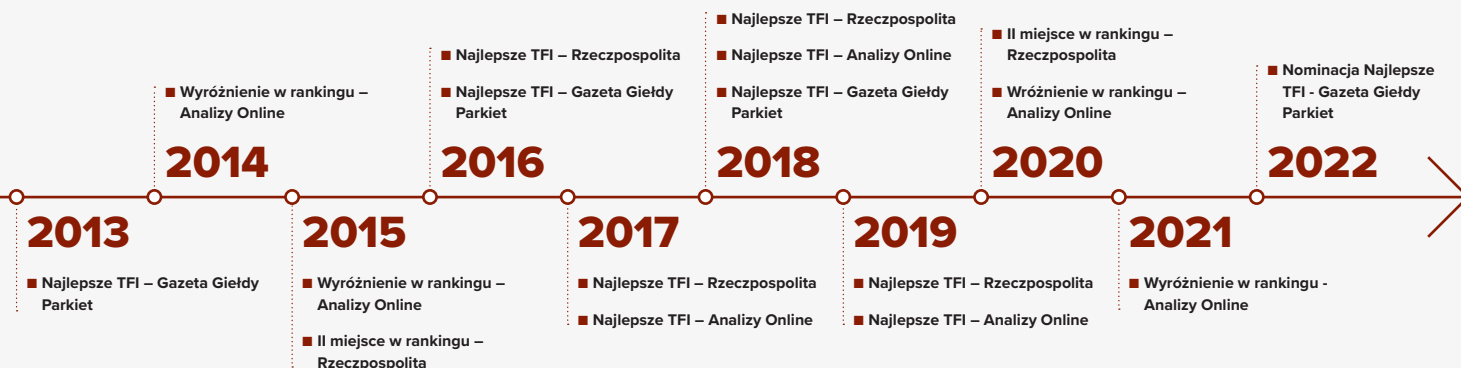 2013
■ Najlepsze TFI – Gazeta Giełdy
Parkiet
■ Wyróżnienie w rankingu –
Analizy Online
2014
2015
■ Wyróżnienie w rankingu –
Analizy Online
■ II miejsce w rankingu –
Rzeczpospolita
■ Najlepsze TFI – Rzeczpospolita
■ Najlepsze TFI – Gazeta Giełdy
Parkiet
2016
2017
■ Najlepsze TFI – Rzeczpospolita
■ Najlepsze TFI – Analizy Online
■ Najlepsze TFI – Rzeczpospolita
■ Najlepsze TFI – Analizy Online
■ Najlepsze TFI – Gazeta Giełdy
Parkiet
2018
2019
■ Najlepsze TFI – Rzeczpospolita
■ Najlepsze TFI – Analizy Online
■ II miejsce w rankingu –
Rzeczpospolita
■ Wróżnienie w rankingu –
Analizy Online
2020
2021
■ Wyróżnienie w rankingu -
Analizy Online
■ Nominacja Najlepsze
TFI - Gazeta Giełdy
Parkiet
2022